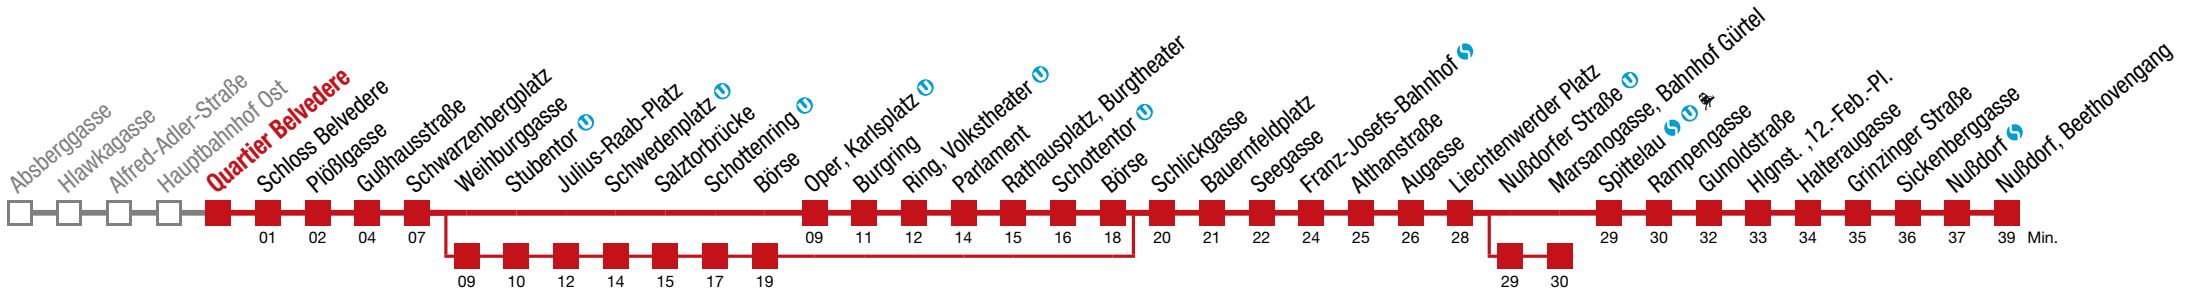 Absberggasse
Hlawkagasse
Alfred-Adler-Straße
Hauptbahnhof Ost
Quartier Belvedere
Schloss Belvedere
Plößlgasse
Gußhausstraße
Schwarzenbergplatz
Weihburggasse
Stubentor U
Julius-Raab-Platz
Schwedenplatz U
Salztorbrücke
Schottenring U
Börse
Oper, Karlsplatz U
Burgring
Ring, Volkstheater U
Parlament
Rathausplatz, Burgtheater
Schottentor U
Börse
Schlickgasse
Bauernfeldplatz
Seegasse
Franz-Josefs-Bahnhof S
Althanstraße
Augasse
Liechtenwerder Platz
Nußdorfer Straße U
Marsanogasse, Bahnhof Gürtel
Spittelau S U
Rampengasse
Gunoldstraße
Hlgnst. ,12.-Feb.-Pl.
Halteraugasse
Grinzinger Straße
Sickenberggasse
Nußdorf S
Nußdorf, Beethovengang
01 02 04 07 09 11 12 14 15 16 18 20 21 22 24 25 26 28 29 30 32 33 34 35 36 37 39 Min.
09 10 12 14 15 17 19 29 30